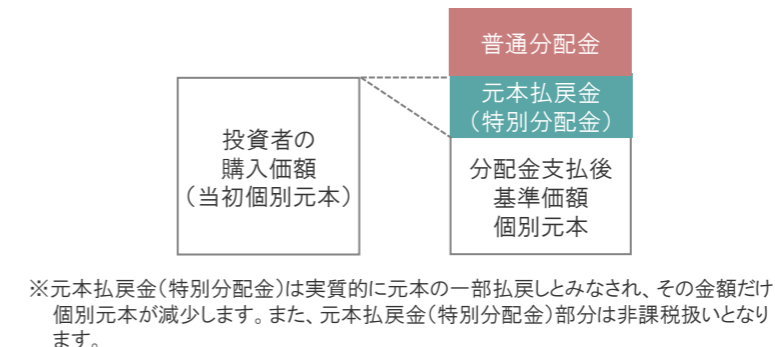 普通分配金
元本払戻金
(特別分配金)
投資者の
購入価額
(当初個別元本)
分配金支払後
基準価額
個別元本
※元本払戻金(特別分配金)は実質的に元本の一部払戻しとみなされ、その金額だけ
個別元本が減少します。また、元本払戻金(特別分配金)部分は非課税扱いとなり
ます。